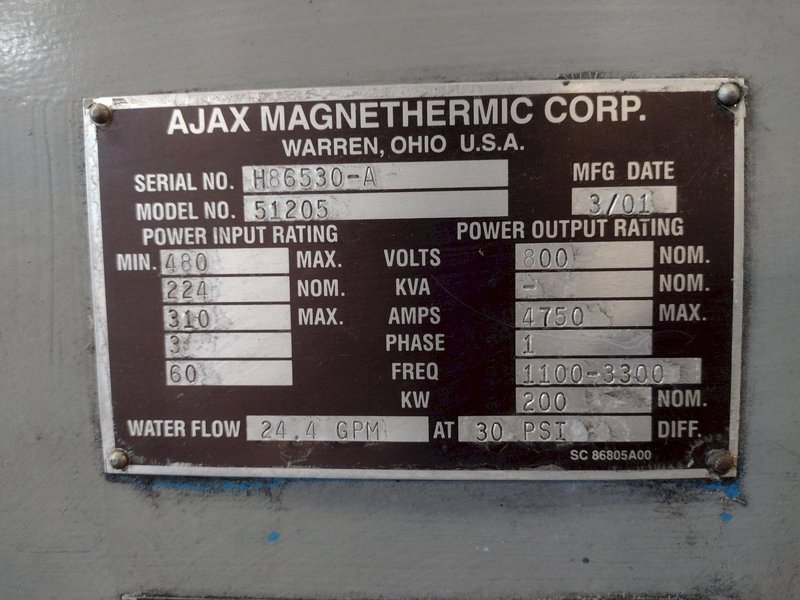 AJAX MAGNETHERMIC CORP.
WARREN, OHIO U.S.A.
SERIAL NO. H86530-A MFG DATE
MODEL NO. 51205 3/01
POWER INPUT RATING POWER OUTPUT RATING
MIN. 480 MAX. VOLTS 800 NOM.
224 NOM. KVA - NOM.
310 MAX. AMPS 4750 MAX.
3 PHASE 1
60 FREQ 1100-3300
KW 200 NOM.
WATER FLOW 24.4 GPM AT 30 PSI DIFF.
SC 86805A00